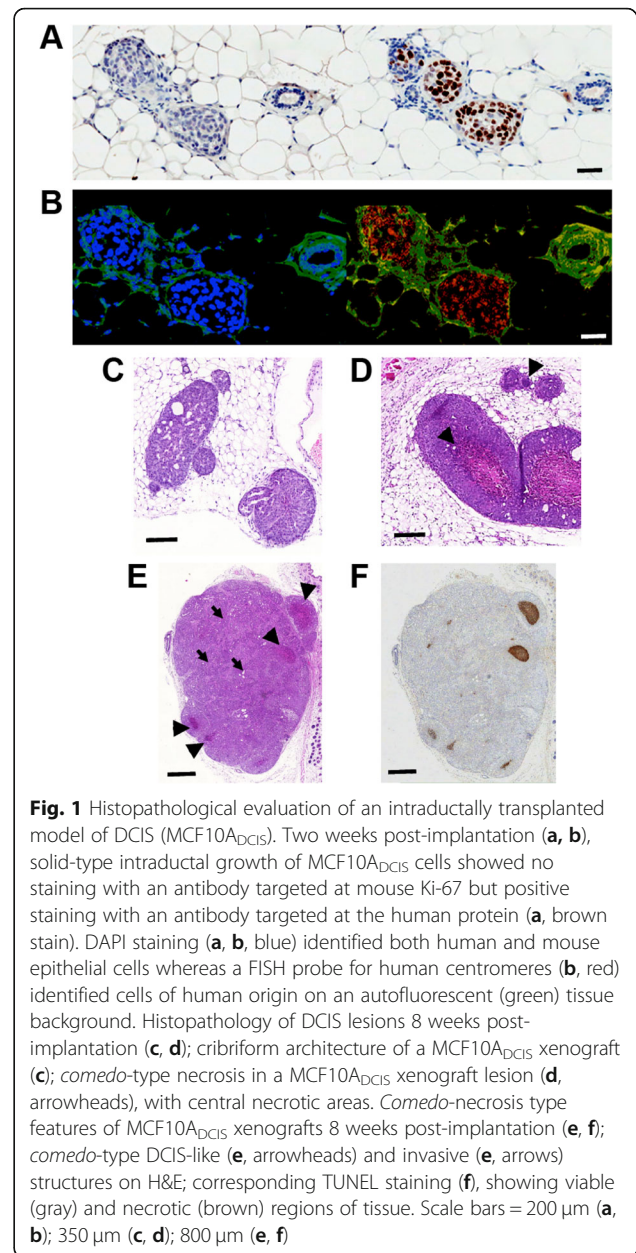 A
B
C
D
E
F
Fig. 1 Histopathological evaluation of an intraductally transplanted
model of DCIS (MCF10ADCIS). Two weeks post-implantation (a, b),
solid-type intraductal growth of MCF10ADCIS cells showed no
staining with an antibody targeted at mouse Ki-67 but positive
staining with an antibody targeted at the human protein (a, brown
stain). DAPI staining (a, b, blue) identified both human and mouse
epithelial cells whereas a FISH probe for human centromeres (b, red)
identified cells of human origin on an autofluorescent (green) tissue
background. Histopathology of DCIS lesions 8 weeks post-
implantation (c, d); cribriform architecture of a MCF10ADCIS xenograft
(c); comedo-type necrosis in a MCF10ADCIS xenograft lesion (d,
arrowheads), with central necrotic areas. Comedo-necrosis type
features of MCF10ADCIS xenografts 8 weeks post-implantation (e, f);
comedo-type DCIS-like (e, arrowheads) and invasive (e, arrows)
structures on H&E; corresponding TUNEL staining (f), showing viable
(gray) and necrotic (brown) regions of tissue. Scale bars = 200 μm (a,
b); 350 μm (c, d); 800 μm (e, f)